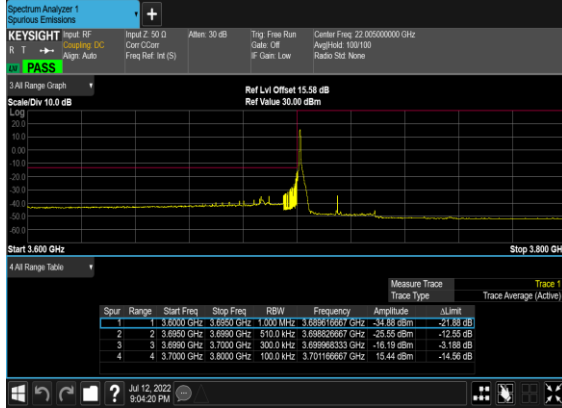 Spectrum Analyzer 1
Spurious Emissions
+
KEYSIGHT Input: RF Input Z: 50 Ω Atten: 30 dB Trig: Free Run Center Freq: 22.005000000 GHz
R T Coupling: DC Corr CCorr Gate: Off Avg|Hold: 100/100
Align: Auto Freq Ref: Int (S) IF Gain: Low Radio Std: None
PASS
3 All Range Graph
Ref Lvl Offset 15.58 dB
Scale/Div 10.0 dB Ref Value 30.00 dBm
Log
20.0
10.0
0.00
-10.0
-20.0
-30.0
-40.0
-50.0
-60.0
Start 3.600 GHz Stop 3.800 GH
4 All Range Table
Measure Trace Trace 1
Trace Type Trace Average (Active)
Spur Range Start Freq Stop Freq RBW Frequency Amplitude ΔLimit
1 1 3.6000 GHz 3.6950 GHz 1.000 MHz 3.689616667 GHz -34.88 dBm -21.88 dB
2 2 3.6950 GHz 3.6990 GHz 510.0 kHz 3.698826667 GHz -25.55 dBm -12.55 dB
3 3 3.6990 GHz 3.7000 GHz 300.0 kHz 3.699968333 GHz -16.19 dBm -3.188 dB
4 4 3.7000 GHz 3.8000 GHz 100.0 kHz 3.701166667 GHz 15.44 dBm -14.56 dB
? Jul 12, 2022
9:04:20 PM